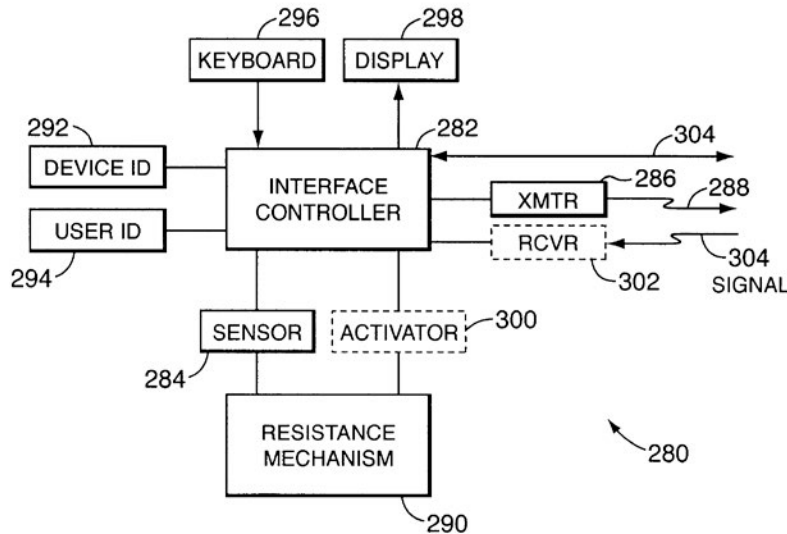 296
298
KEYBOARD
DISPLAY
292
282
304
DEVICE ID
INTERFACE
CONTROLLER
286
XMTR
288
USER ID
RCVR
294
302
304
SIGNAL
SENSOR
ACTIVATOR
300
284
RESISTANCE
MECHANISM
280
290